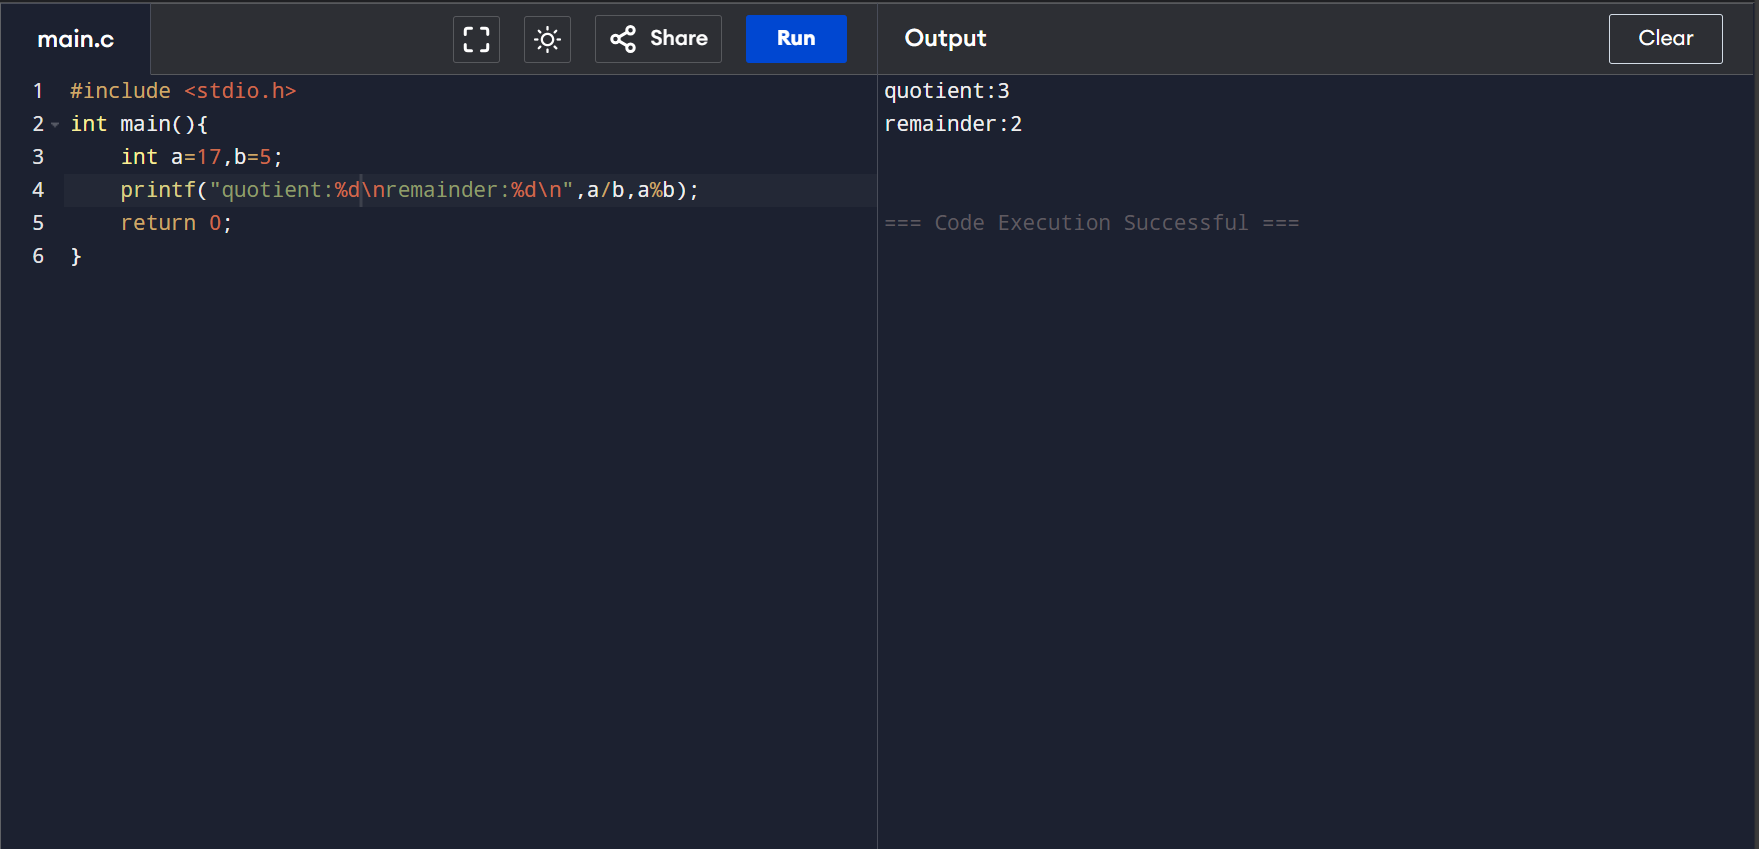 main.c
Share
Run
Output
Clear
1 #include <stdio.h>
2 int main(){
3     int a=17,b=5;
4     printf("quotient:%d\nremainder:%d\n",a/b,a%b);
5     return 0;
6 }
quotient:3
remainder:2
=== Code Execution Successful ===